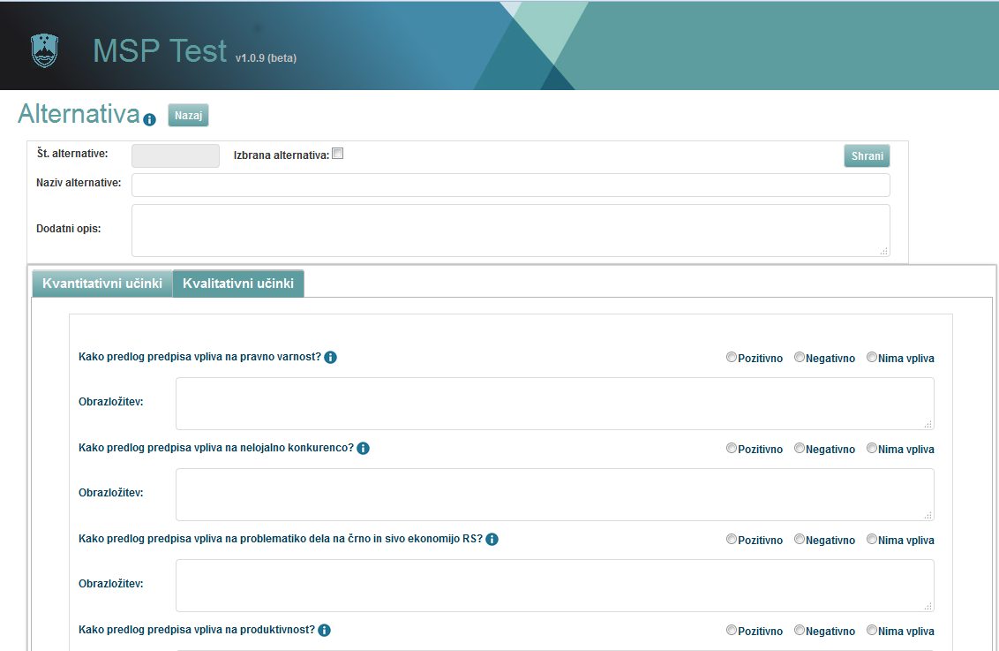 MSP Test v1.0.9 (beta)
Alternativa Nazaj
Št. alternative: Izbrana alternativa: Shrani
Naziv alternative:
Dodatni opis:
Kvantitativni učinki Kvalitativni učinki
Kako predlog predpisa vpliva na pravno varnost? Pozitivno Negativno Nima vpliva
Obrazložitev:
Kako predlog predpisa vpliva na nelojalno konkurenco? Pozitivno Negativno Nima vpliva
Obrazložitev:
Kako predlog predpisa vpliva na problematiko dela na črno in sivo ekonomijo RS? Pozitivno Negativno Nima vpliva
Obrazložitev:
Kako predlog predpisa vpliva na produktivnost? Pozitivno Negativno Nima vpliva